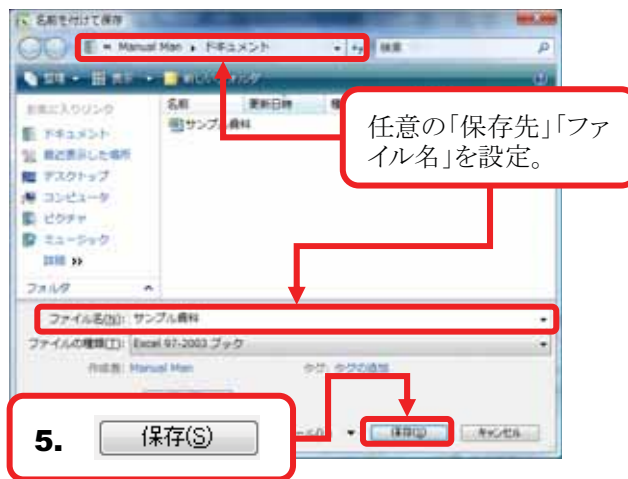 名前を付けて保存
Manual Man ▸ ドキュメント
検索
整理 表示 新しいフォルダ
お気に入りリンク
名前 更新日時
サンプル資料
任意の「保存先」「ファ
イル名」を設定。
ドキュメント
最近表示した場所
デスクトップ
コンピュータ
ピクチャ
ミュージック
詳細 >>
フォルダ
ファイル名(N): サンプル資料
ファイルの種類(T): Excel 97-2003 ブック
作成者: Manual Man
タグ: タグの追加
5. 保存(S)
保存(S) キャンセル